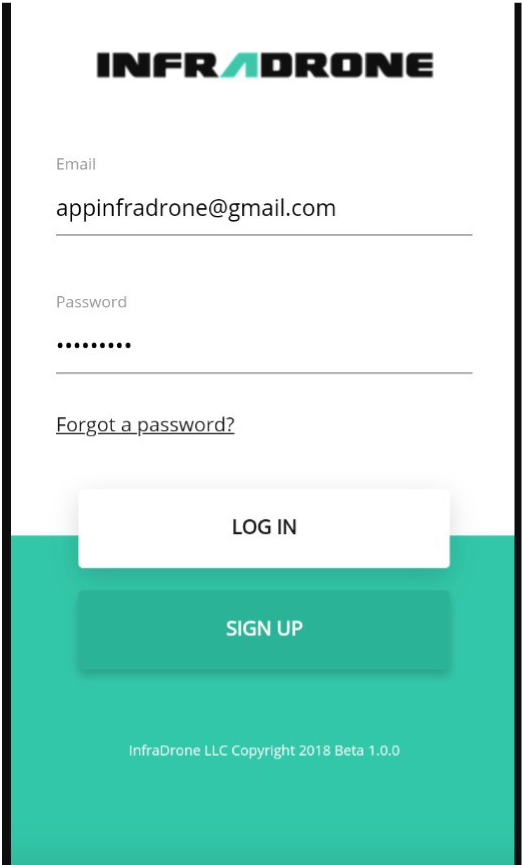 INFRADRONE
Email
appinfradrone@gmail.com
Password
•••••••••
Forgot a password?
LOG IN
SIGN UP
InfraDrone LLC Copyright 2018 Beta 1.0.0